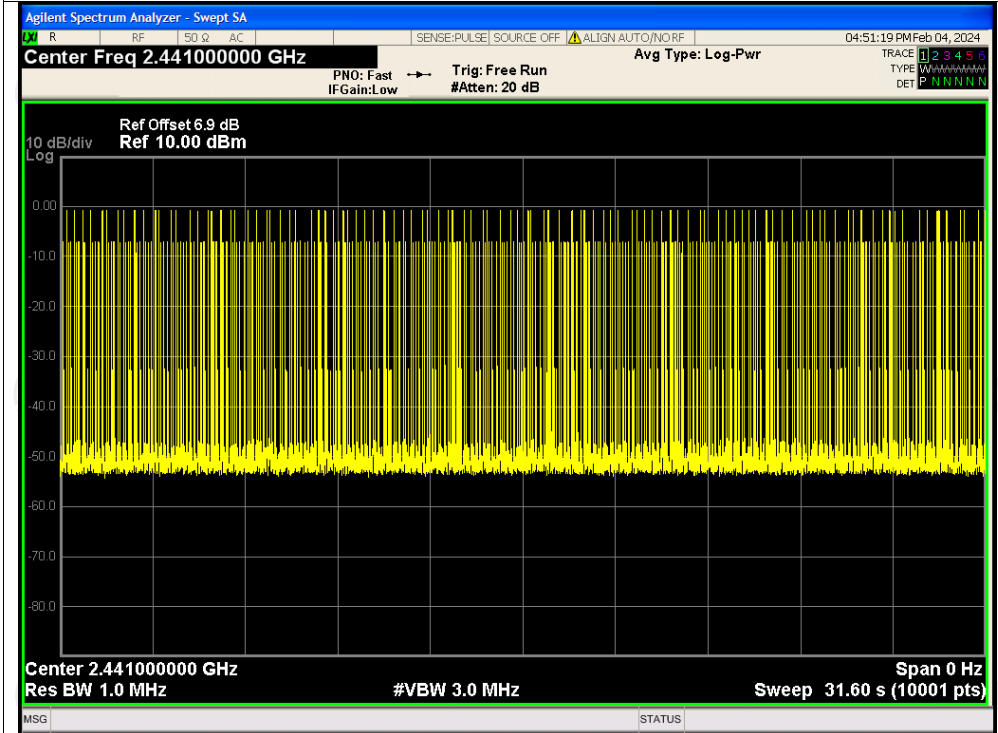 Agilent Spectrum Analyzer - Swept SA
LXI R RF 50 Ω AC SENSE:PULSE SOURCE OFF ALIGN AUTO/NO RF 04:51:19 PM Feb 04, 2024
Center Freq 2.441000000 GHz Avg Type: Log-Pwr TRACE 1 2 3 4 5 6
PNO: Fast Trig: Free Run TYPE W
IFGain:Low #Atten: 20 dB DET P N N N N N
Ref Offset 6.9 dB
10 dB/div Ref 10.00 dBm
Log
0.00
-10.0
-20.0
-30.0
-40.0
-50.0
-60.0
-70.0
-80.0
Center 2.441000000 GHz Span 0 Hz
Res BW 1.0 MHz #VBW 3.0 MHz Sweep 31.60 s (10001 pts)
MSG STATUS